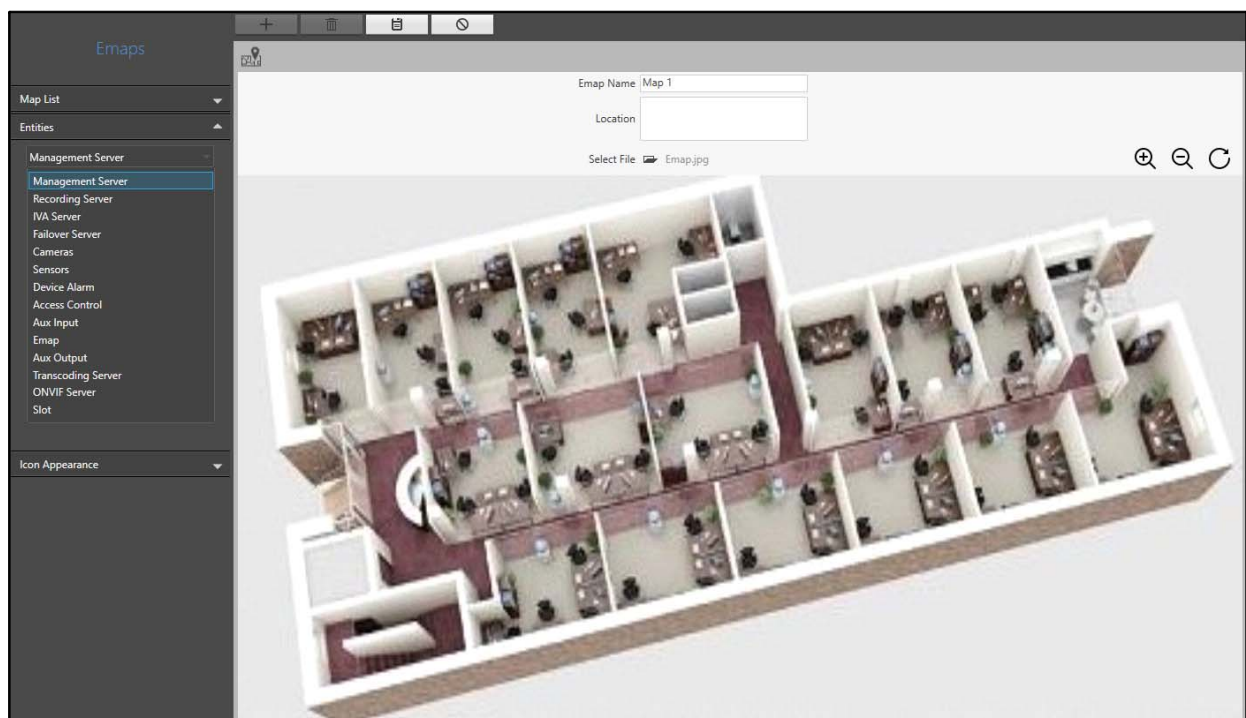 Emaps
Map List
Entities
Management Server
Management Server
Recording Server
IVA Server
Failover Server
Cameras
Sensors
Device Alarm
Access Control
Aux Input
Emap
Aux Output
Transcoding Server
ONVIF Server
Slot
Icon Appearance
Emap Name Map 1
Location
Select File Emap.jpg